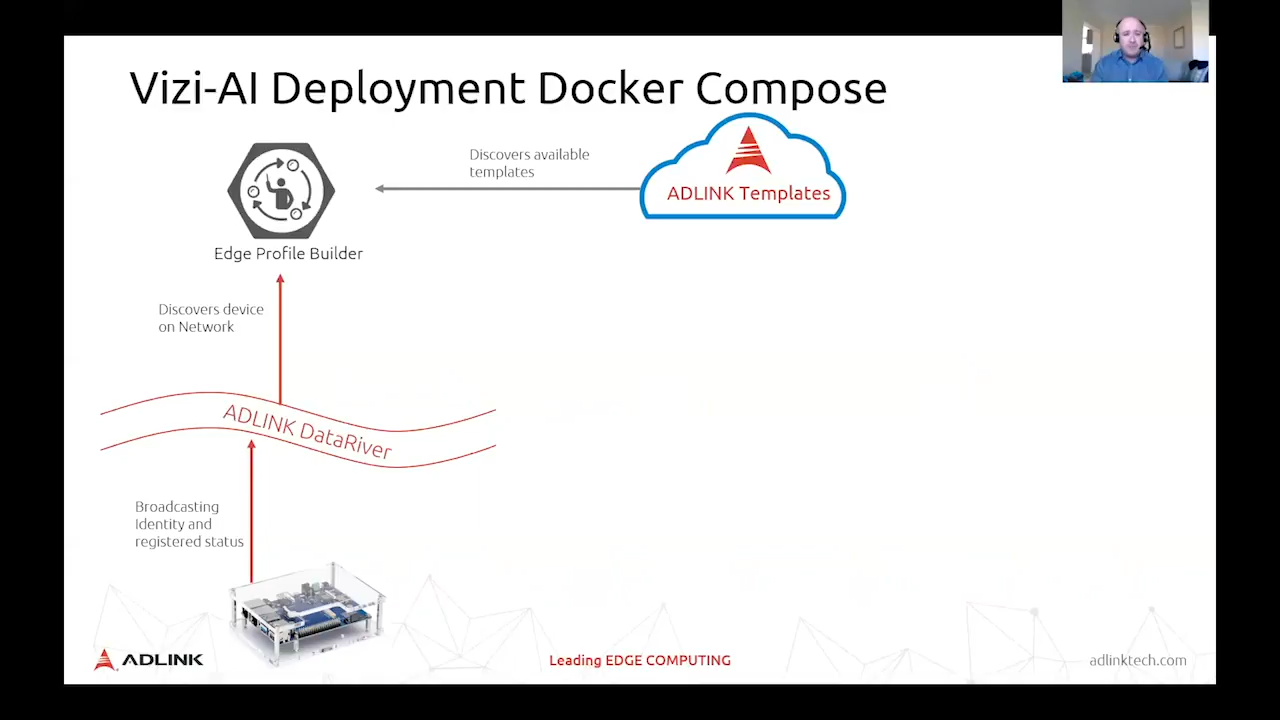 Vizi-AI Deployment Docker Compose
Discovers available
templates
ADLINK Templates
Edge Profile Builder
Discovers device
on Network
ADLINK DataRiver
Broadcasting
Identity and
registered status
ADLINK
Leading EDGE COMPUTING
adlinktech.com